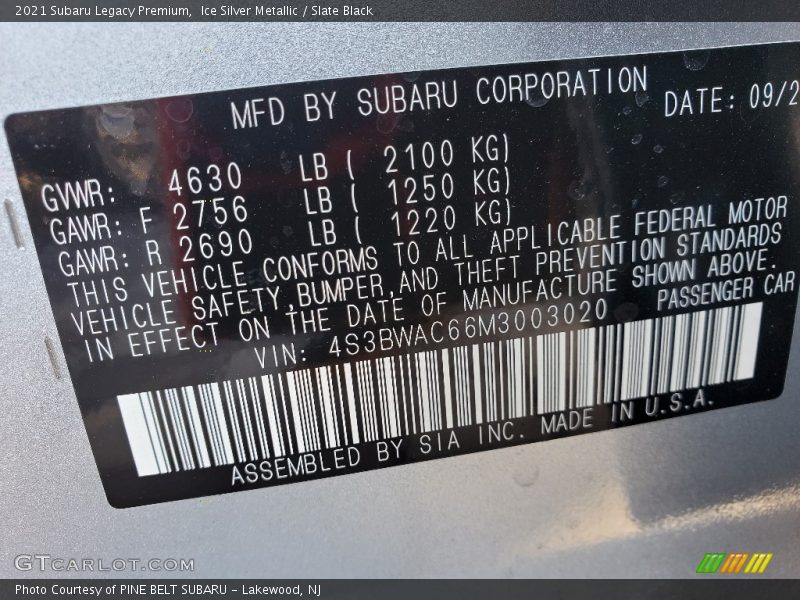 2021 Subaru Legacy Premium,  Ice Silver Metallic / Slate Black
MFD BY SUBARU CORPORATION DATE: 09/2
GVWR: 4630 LB ( 2100 KG)
GAWR: F 2756 LB ( 1250 KG)
GAWR: R 2690 LB ( 1220 KG)
THIS VEHICLE CONFORMS TO ALL APPLICABLE FEDERAL MOTOR
VEHICLE SAFETY,BUMPER,AND THEFT PREVENTION STANDARDS
IN EFFECT ON THE DATE OF MANUFACTURE SHOWN ABOVE.
VIN: 4S3BWAC66M3003020 PASSENGER CAR
ASSEMBLED BY SIA INC. MADE IN U.S.A.
GTCARLOT.COM
Photo Courtesy of PINE BELT SUBARU - Lakewood, NJ